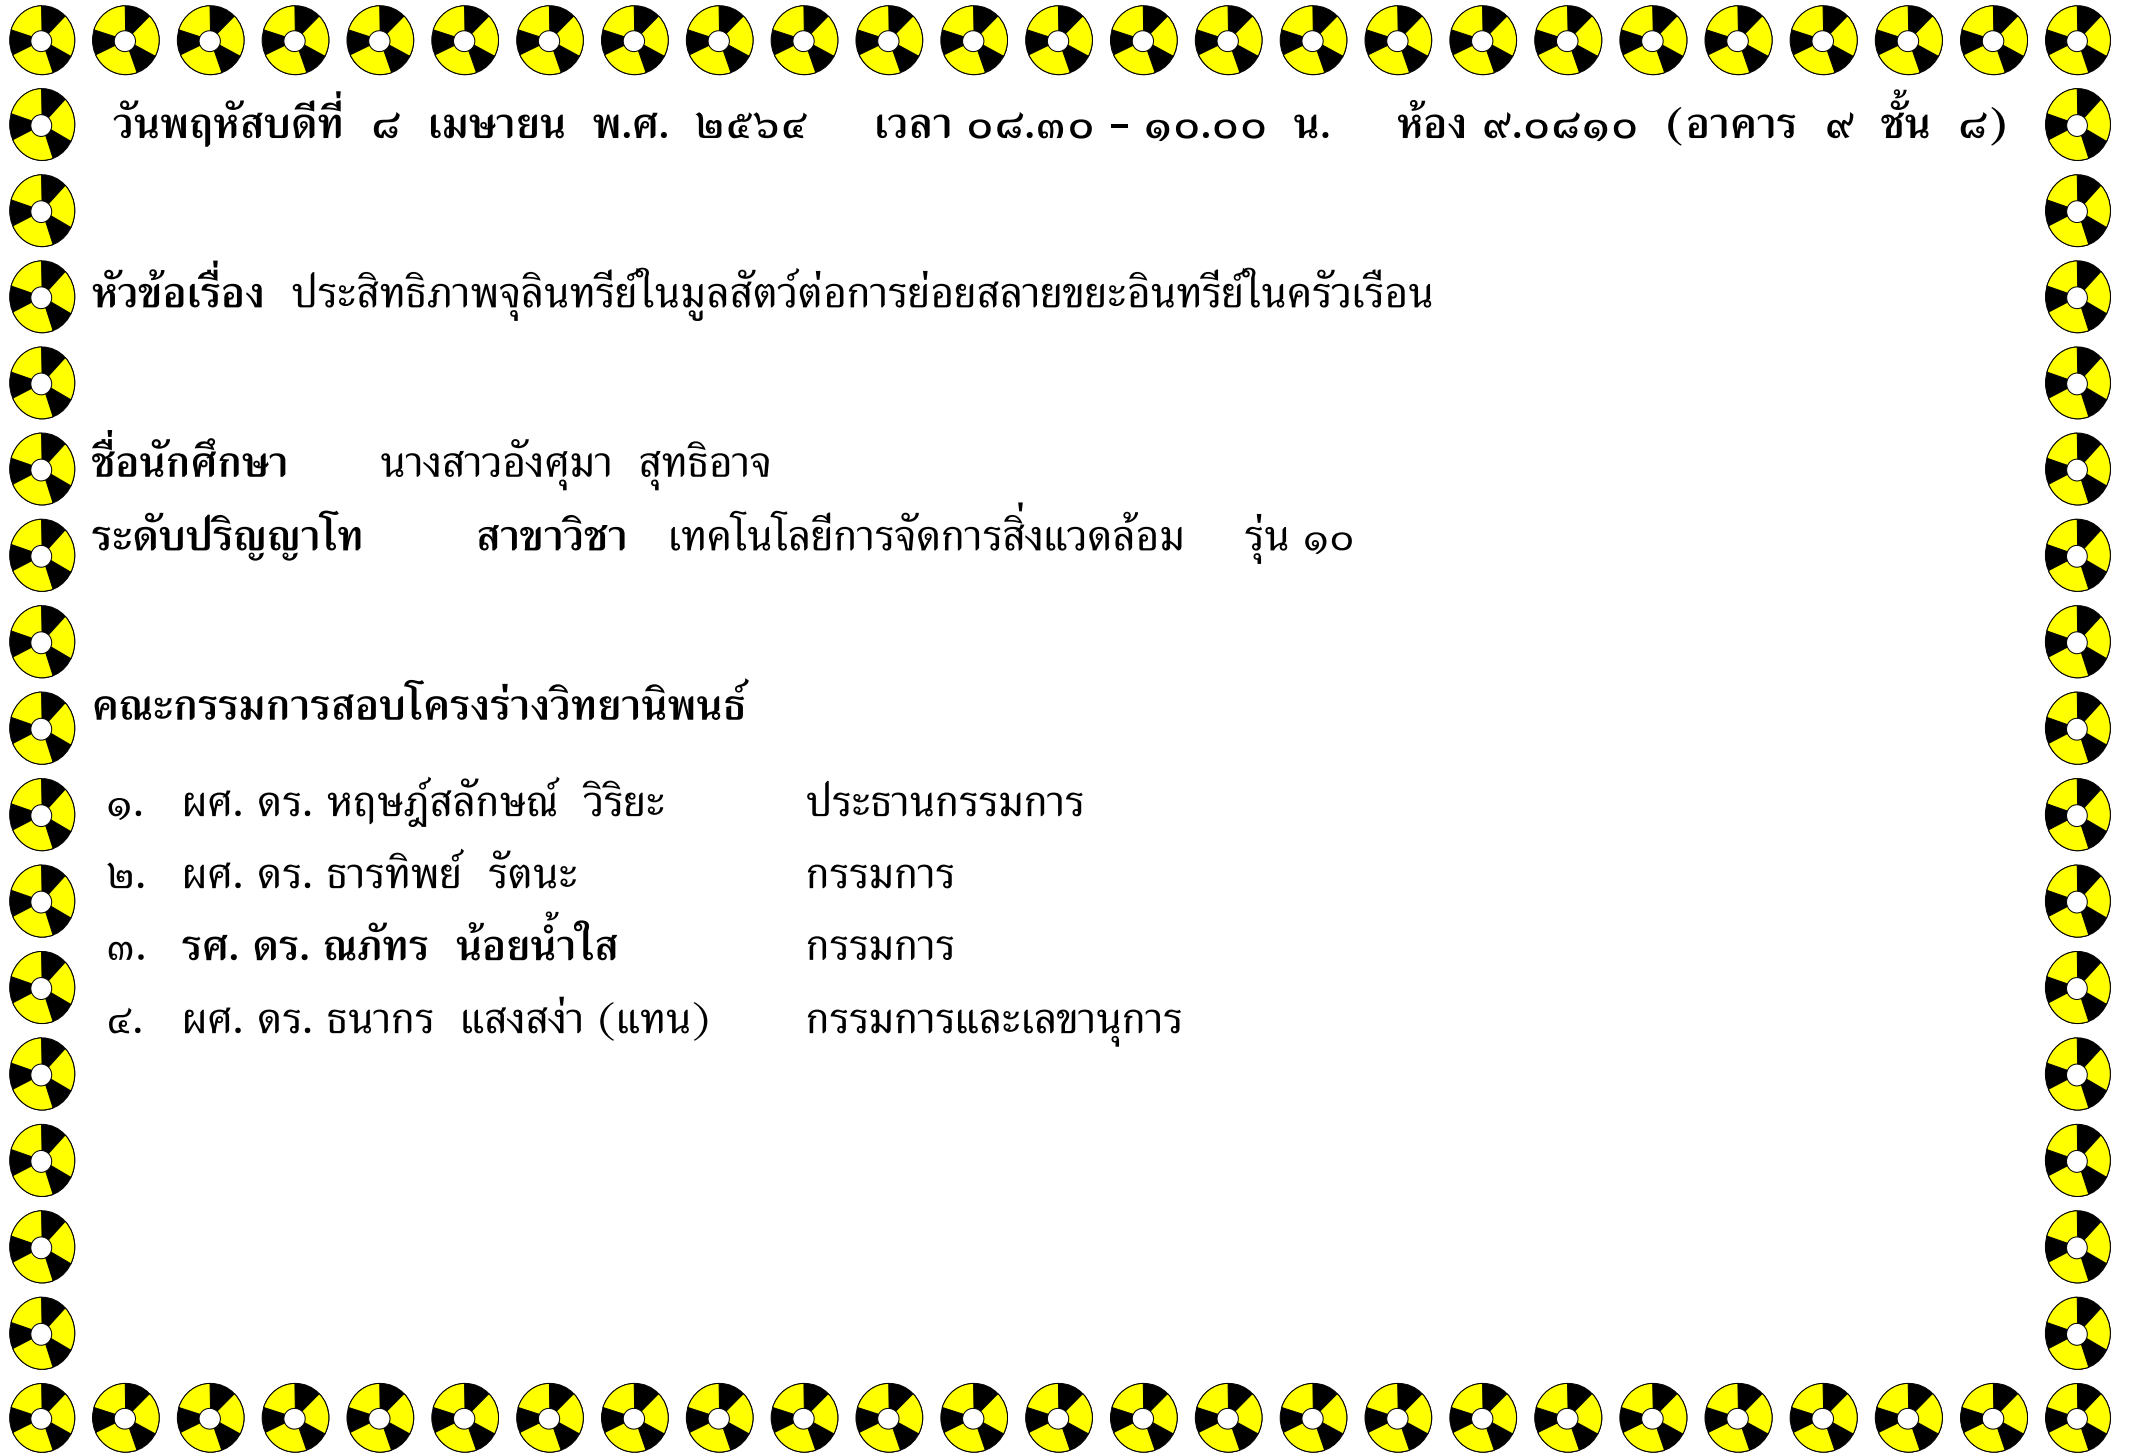 วันพฤหัสบดีที่ ๘ เมษายน พ.ศ. ๒๕๖๔ เวลา ๐๘.๓๐ – ๑๐.๐๐ น. ห้อง ๙.๐๘๑๐ (อาคาร ๙ ชั้น ๘)
หัวข้อเรื่อง ประสิทธิภาพจุลินทรีย์ในมูลสัตว์ต่อการย่อยสลายขยะอินทรีย์ในครัวเรือน
ชื่อนักศึกษา นางสาวอังศุมา สุทธิอาจ
ระดับปริญญาโท สาขาวิชา เทคโนโลยีการจัดการสิ่งแวดล้อม รุ่น ๑๐
คณะกรรมการสอบโครงร่างวิทยานิพนธ์
๑. ผศ. ดร. หฤษฎ์สลักษณ์ วิริยะ ประธานกรรมการ
๒. ผศ. ดร. ธารทิพย์ รัตนะ กรรมการ
๓. รศ. ดร. ณภัทร น้อยน้ำใส กรรมการ
๔. ผศ. ดร. ธนากร แสงสง่า (แทน) กรรมการและเลขานุการ